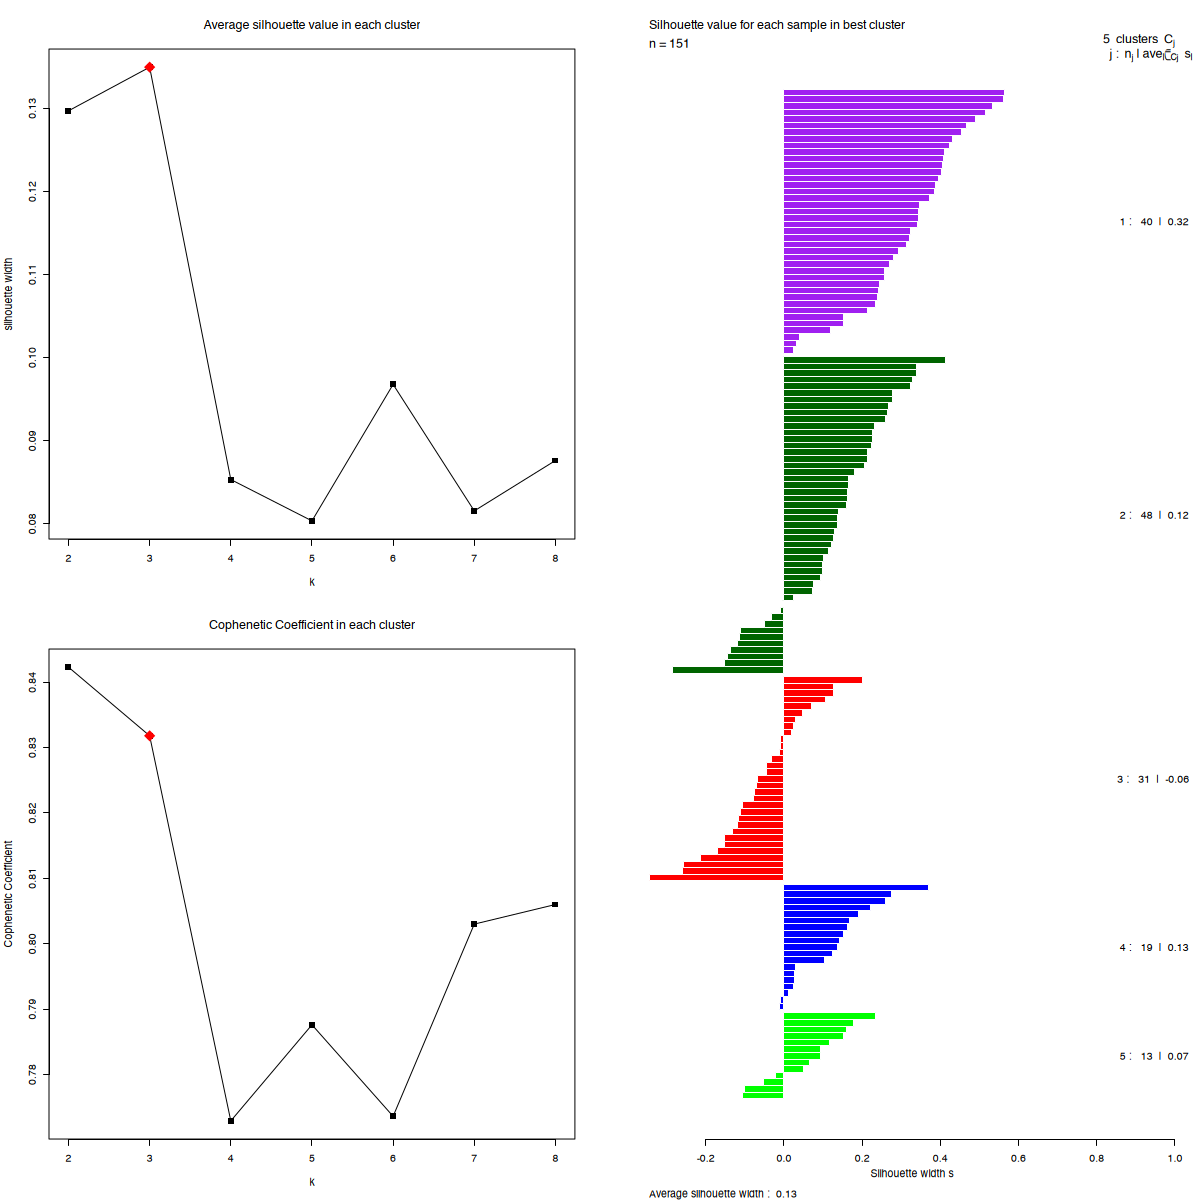 Average silhouette value in each cluster
silhouette width
0.08 0.09 0.10 0.11 0.12 0.13
2 3 4 5 6 7 8
k
Cophenetic Coefficient in each cluster
Cophenetic Coefficient
0.78 0.79 0.80 0.81 0.82 0.83 0.84
2 3 4 5 6 7 8
k
Silhouette value for each sample in best cluster
n = 151
5 clusters Cj
j : nj | avei∈Cj si
1 : 40 | 0.32
2 : 48 | 0.12
3 : 31 | -0.06
4 : 19 | 0.13
5 : 13 | 0.07
-0.2 0.0 0.2 0.4 0.6 0.8 1.0
Silhouette width s
Average silhouette width : 0.13